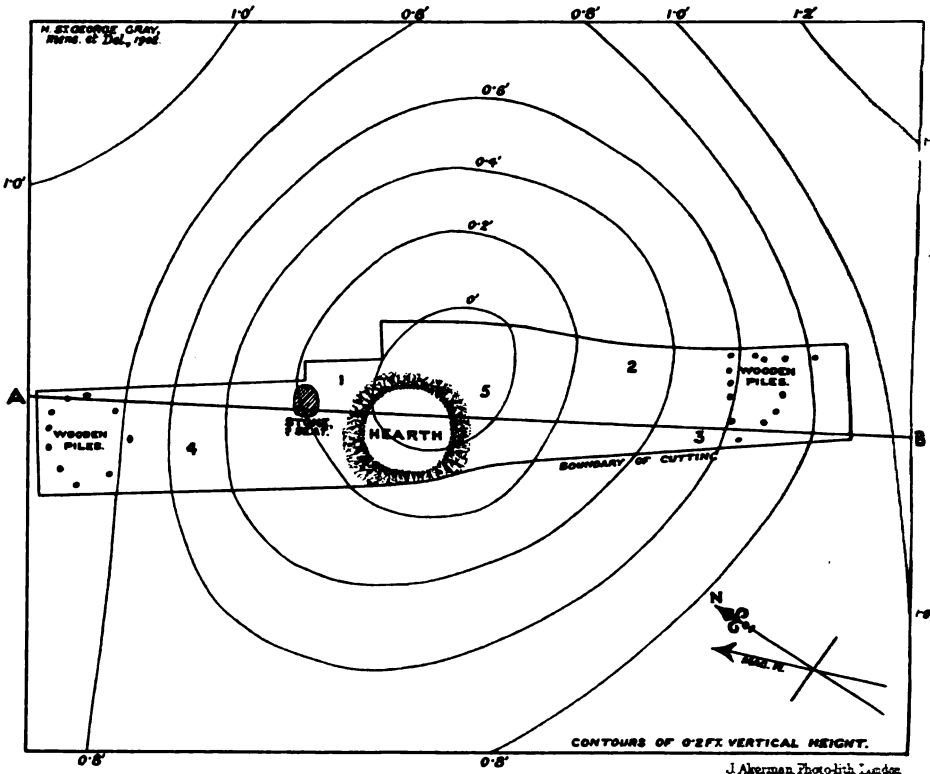 1·0'
0·8'
0·8'
1·0'
1·2'
H. ST GEORGE GRAY,
Mens. et Del., 1908.
0·6'
0·4'
1·0'
0·2'
0'
1
5
2
WOODEN
PILES.
A
STONE
? SEAT.
HEARTH
WOODEN
PILES.
4
3
B
BOUNDARY OF CUTTING
N
MAG. N.
CONTOURS OF 0·2 FT. VERTICAL HEIGHT.
0·8'
0·8'
J. Akerman Photo-lith London